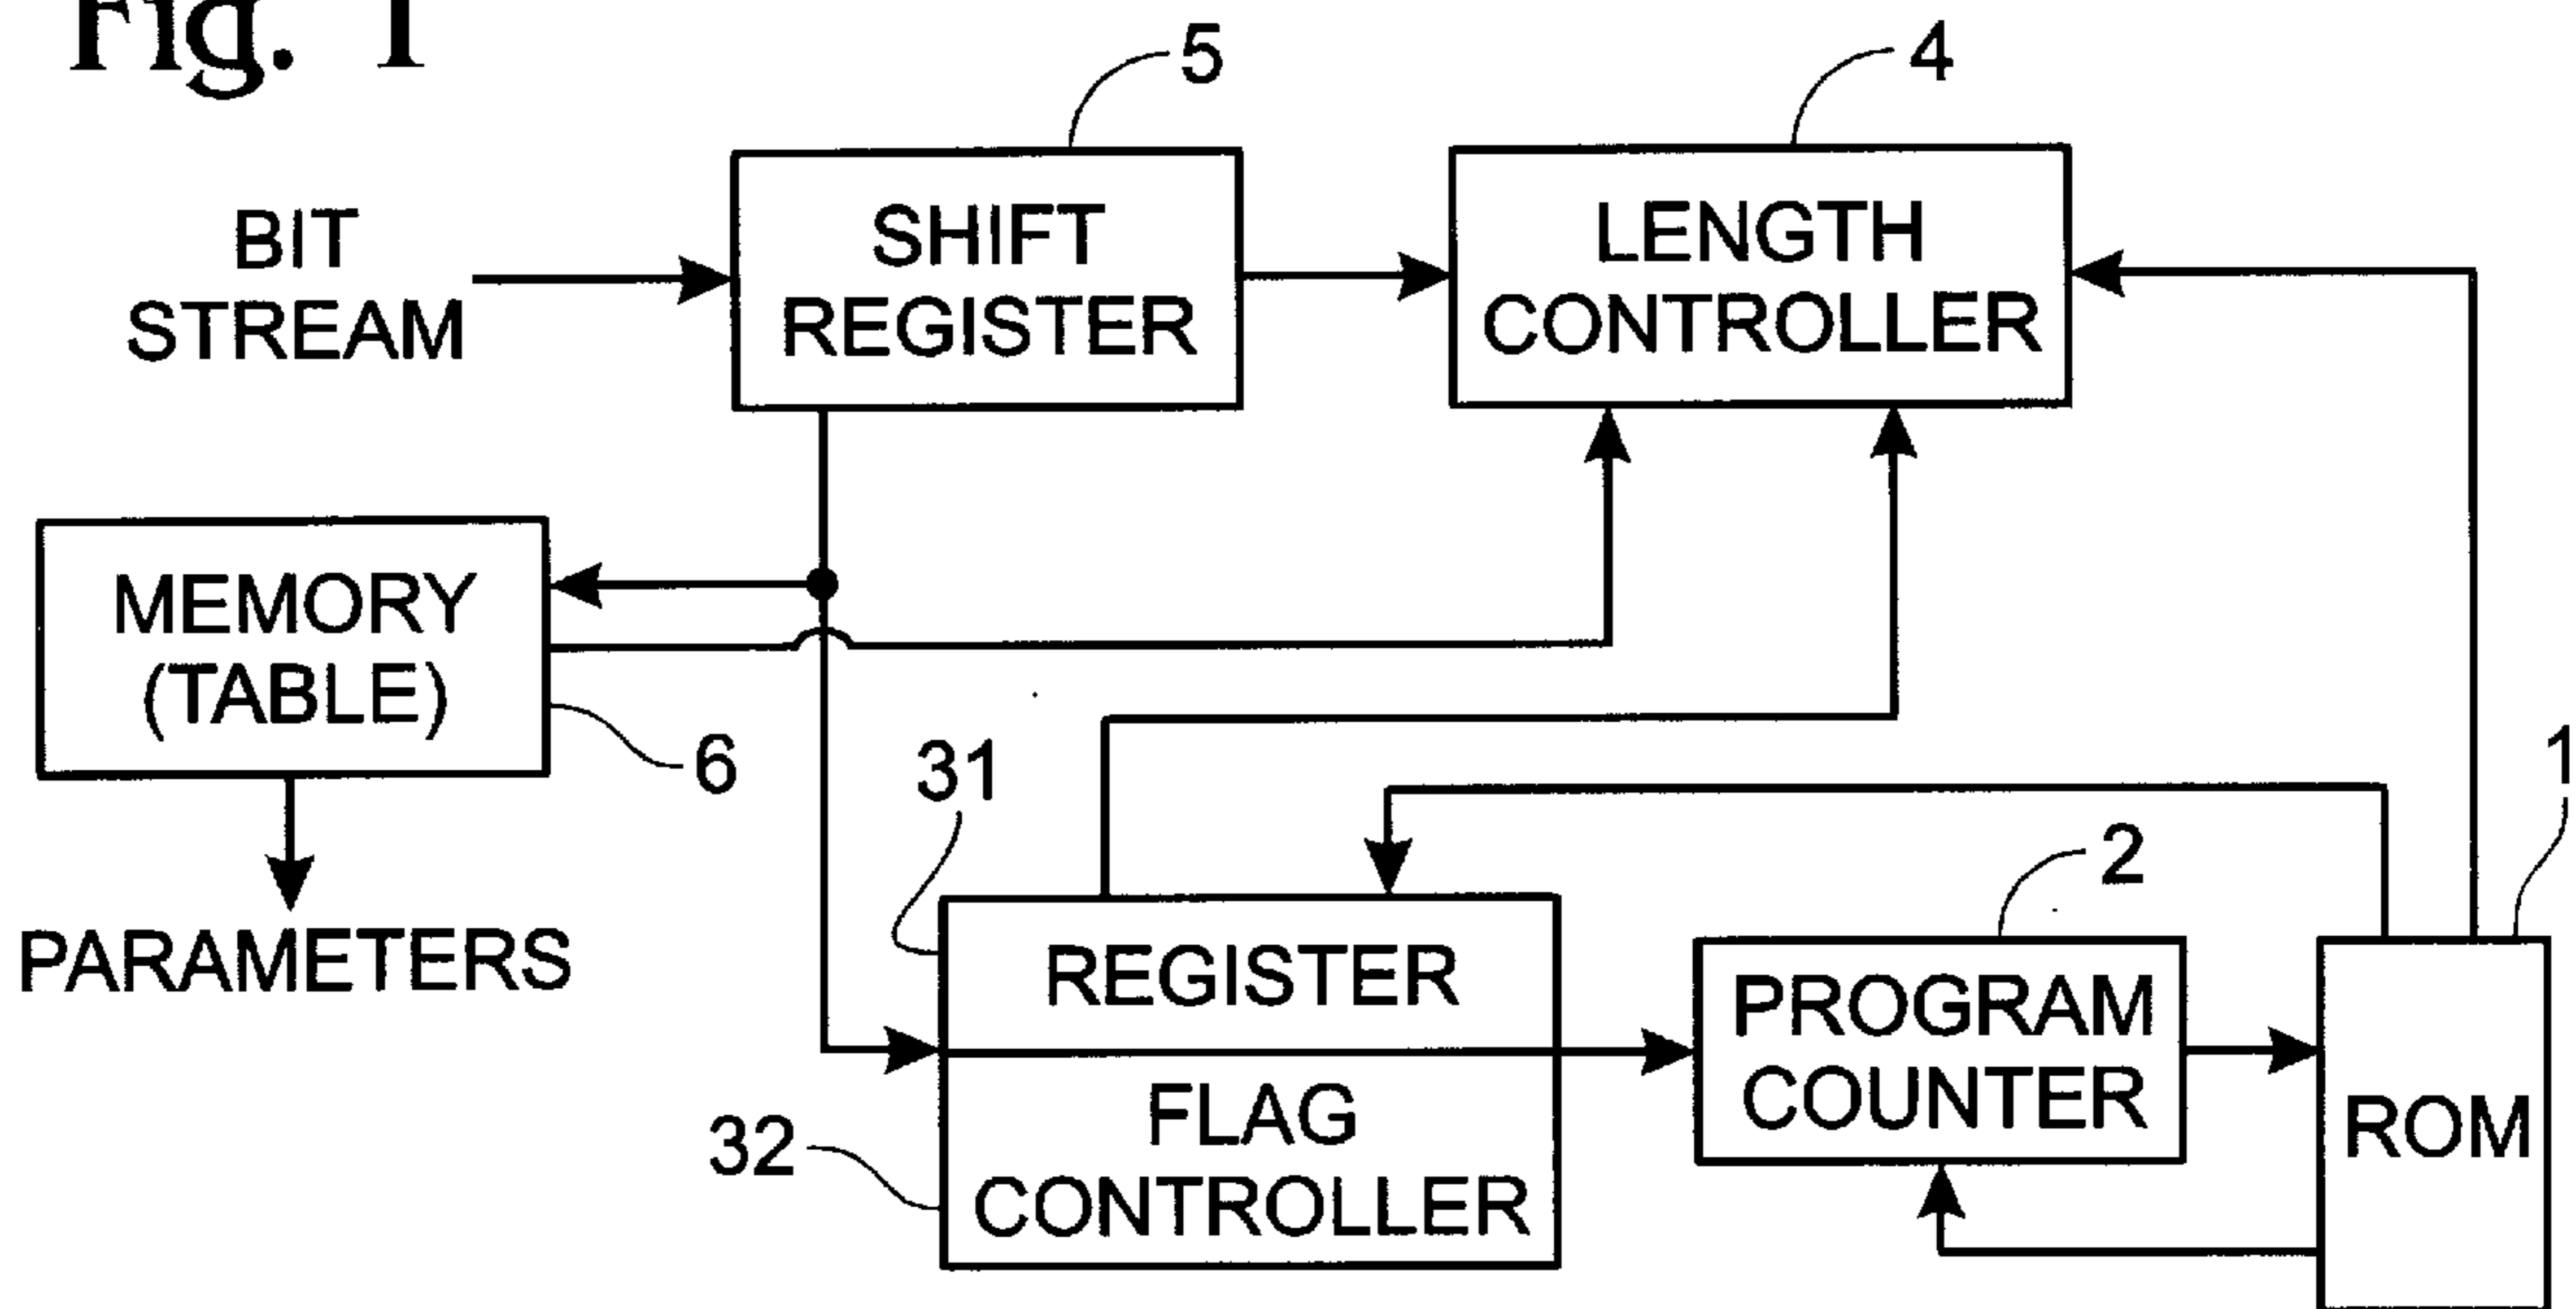 Fig. 1
5
4
BIT
STREAM
SHIFT
REGISTER
LENGTH
CONTROLLER
MEMORY
(TABLE)
6
31
1
2
PARAMETERS
REGISTER
PROGRAM
COUNTER
ROM
32
FLAG
CONTROLLER